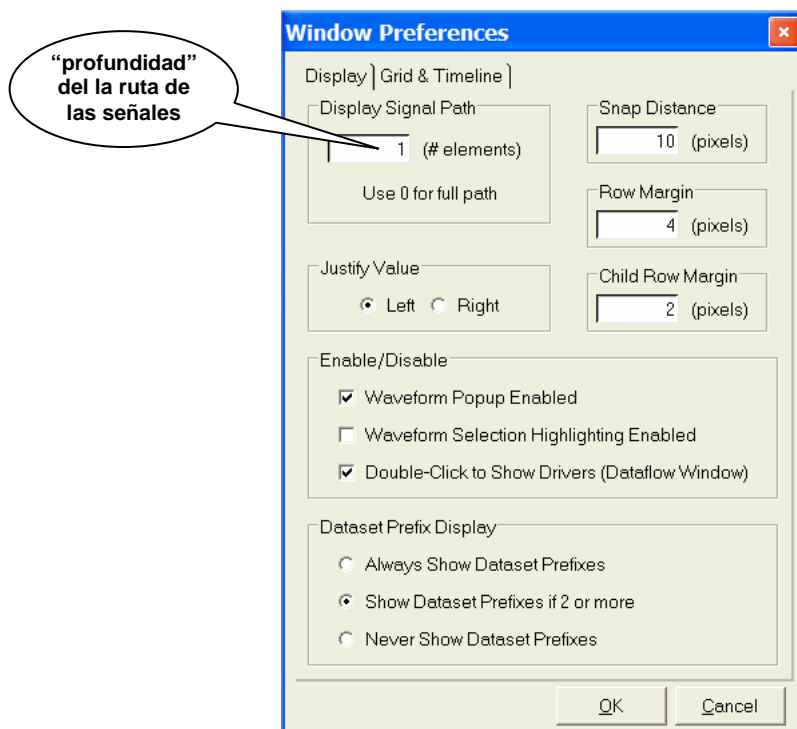 Window Preferences
“profundidad”
del la ruta de
las señales
Display Grid & Timeline
Display Signal Path
1 (# elements)
Use 0 for full path
Snap Distance
10 (pixels)
Row Margin
4 (pixels)
Justify Value
Left Right
Child Row Margin
2 (pixels)
Enable/Disable
Waveform Popup Enabled
Waveform Selection Highlighting Enabled
Double-Click to Show Drivers (Dataflow Window)
Dataset Prefix Display
Always Show Dataset Prefixes
Show Dataset Prefixes if 2 or more
Never Show Dataset Prefixes
OK Cancel